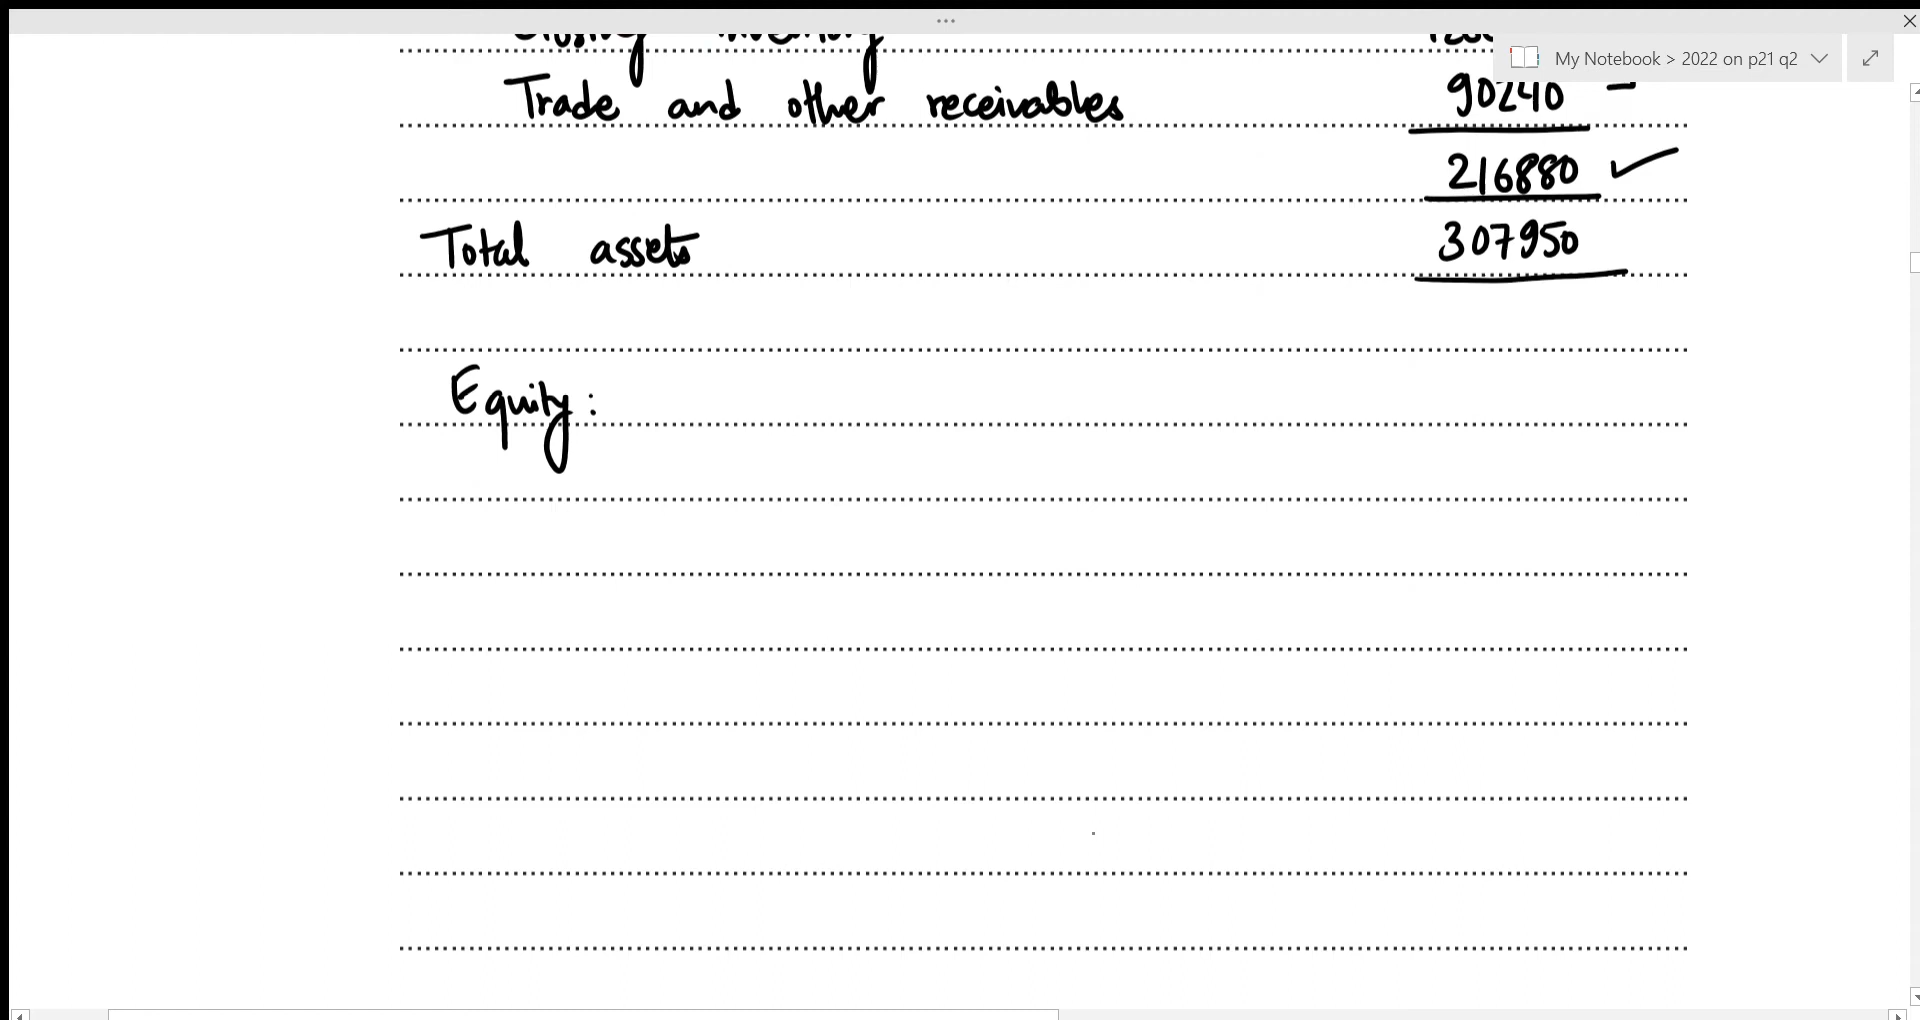 My Notebook > 2022 on p21 q2
Trade and other receivables 90240 -
216880 ✓
Total assets 307950
Equity: